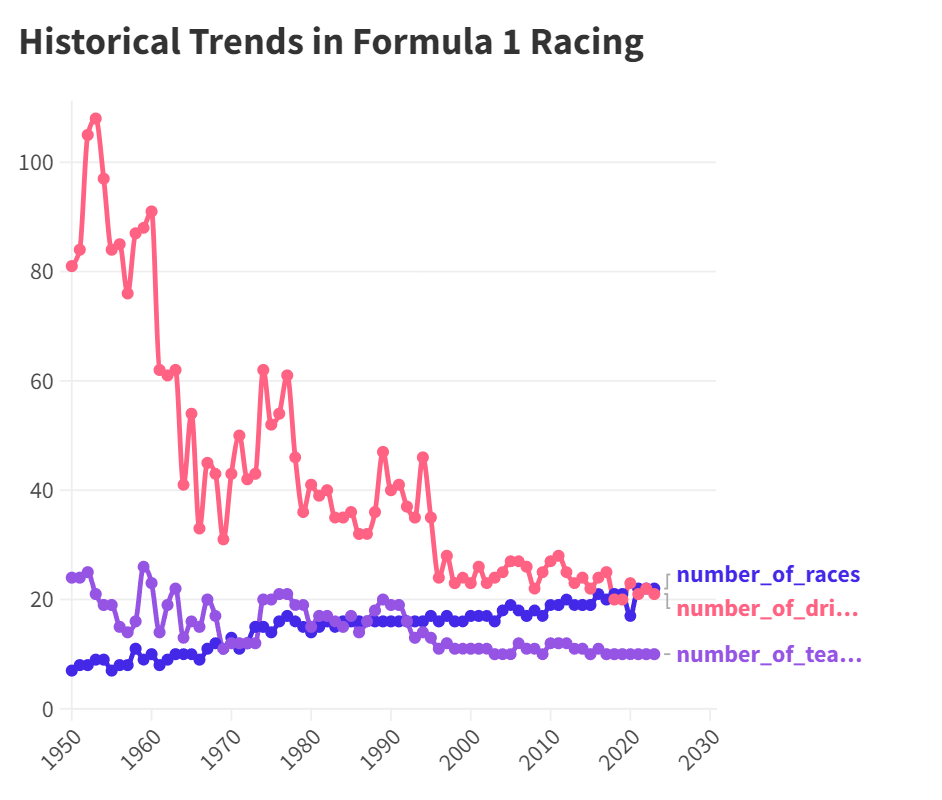 Historical Trends in Formula 1 Racing
100
80
60
40
20
0
1950 1960 1970 1980 1990 2000 2010 2020 2030
number_of_races
number_of_dri...
number_of_tea...